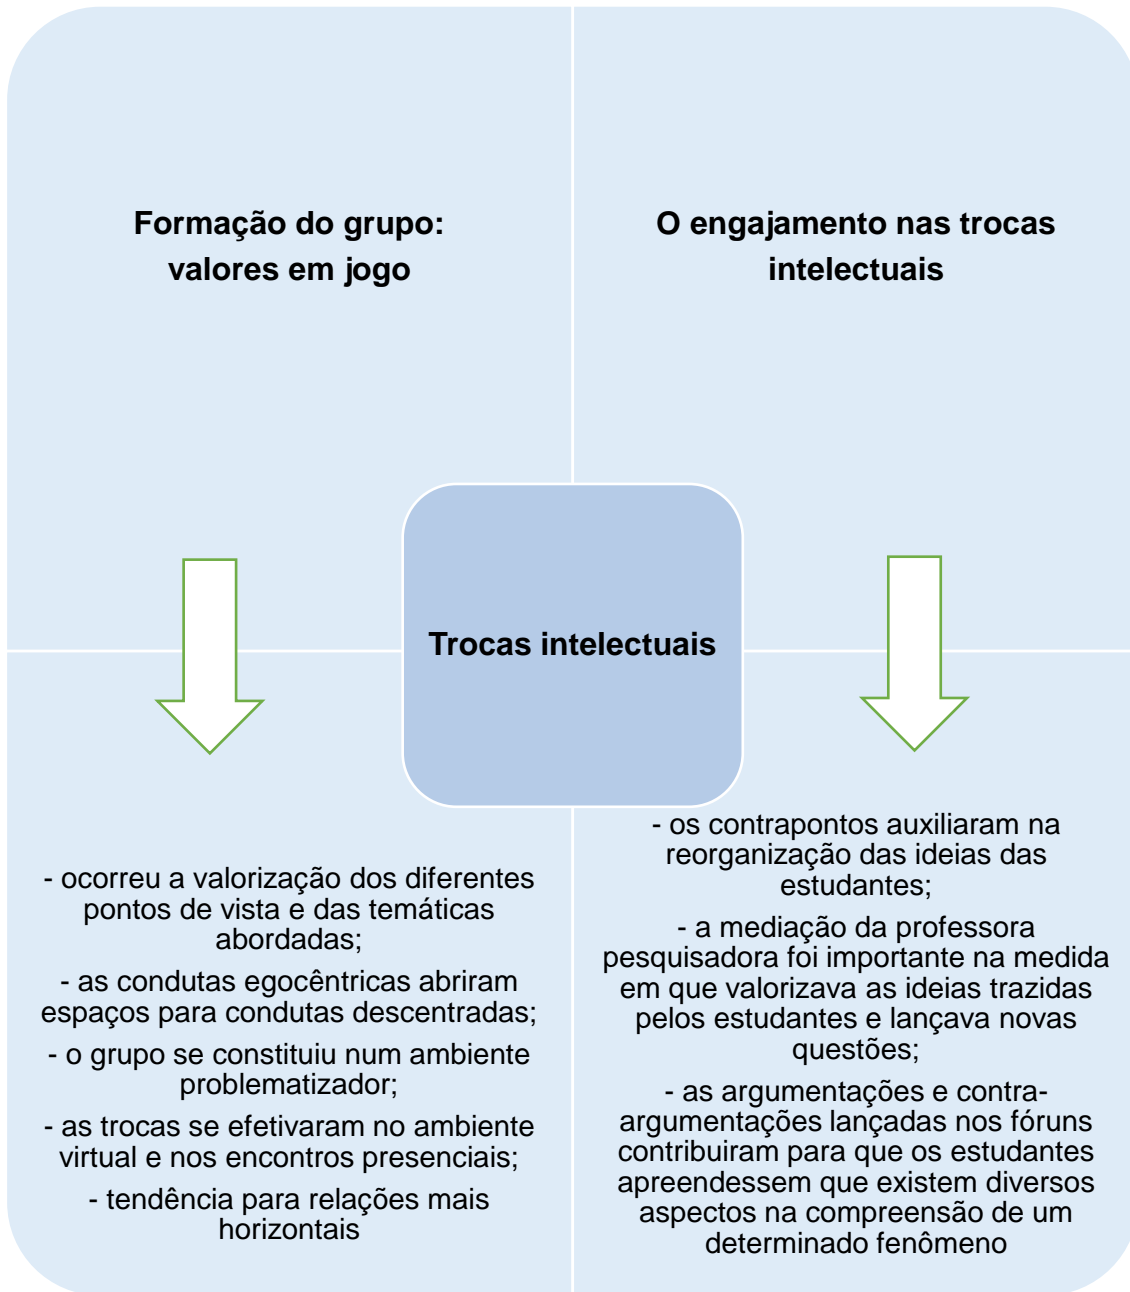 Formação do grupo:
valores em jogo
O engajamento nas trocas
intelectuais
Trocas intelectuais
- ocorreu a valorização dos diferentes
pontos de vista e das temáticas
abordadas;
- as condutas egocêntricas abriram
espaços para condutas descentradas;
- o grupo se constituiu num ambiente
problematizador;
- as trocas se efetivaram no ambiente
virtual e nos encontros presenciais;
- tendência para relações mais
horizontais
- os contrapontos auxiliaram na
reorganização das ideias das
estudantes;
- a mediação da professora
pesquisadora foi importante na medida
em que valorizava as ideias trazidas
pelos estudantes e lançava novas
questões;
- as argumentações e contra-
argumentações lançadas nos fóruns
contribuiram para que os estudantes
apreendessem que existem diversos
aspectos na compreensão de um
determinado fenômeno